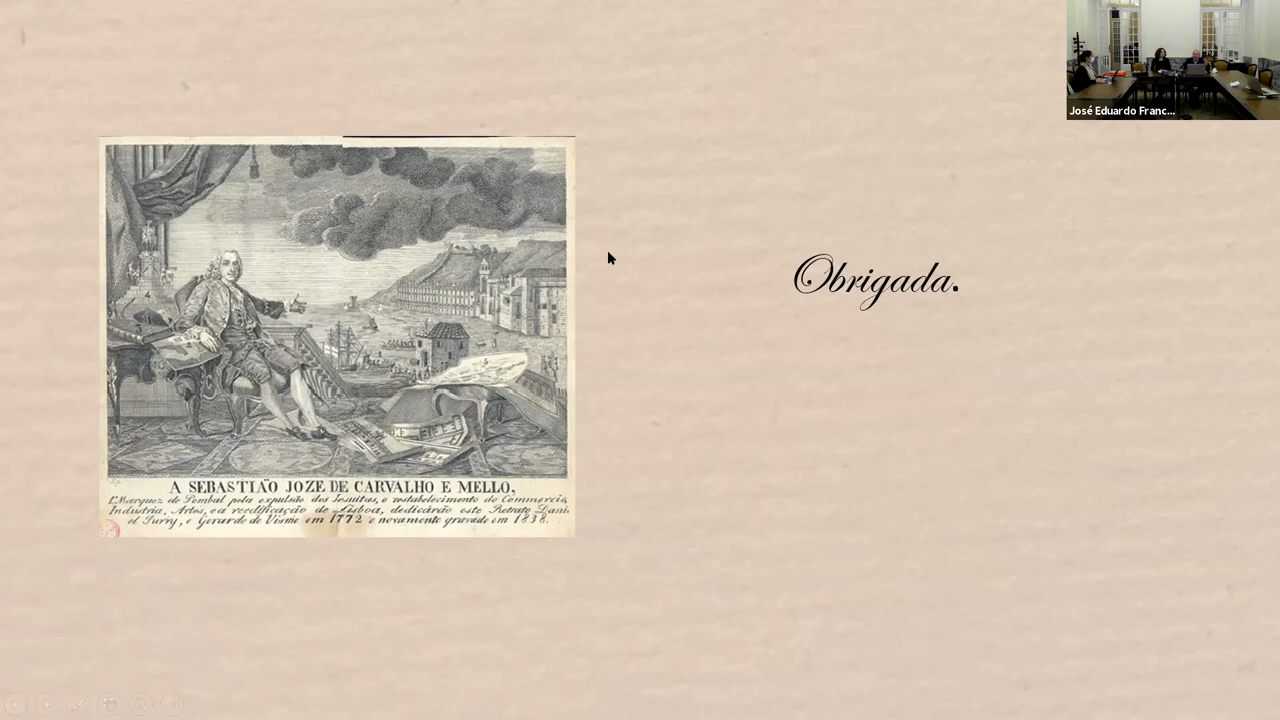 José Eduardo Franc...
Obrigada.
A SEBASTIÃO JOZE DE CARVALHO E MELLO,
1.º Marquez de Pombal pela expulsão dos Jesuitas, e restabelecimento do Commercio,
Industria, Artes, e a reedificação de Lisboa, dedicárão este Retrato Dani-
el Purry, e Gerardo de Visme em 1772 e novamente gravado em 1838.